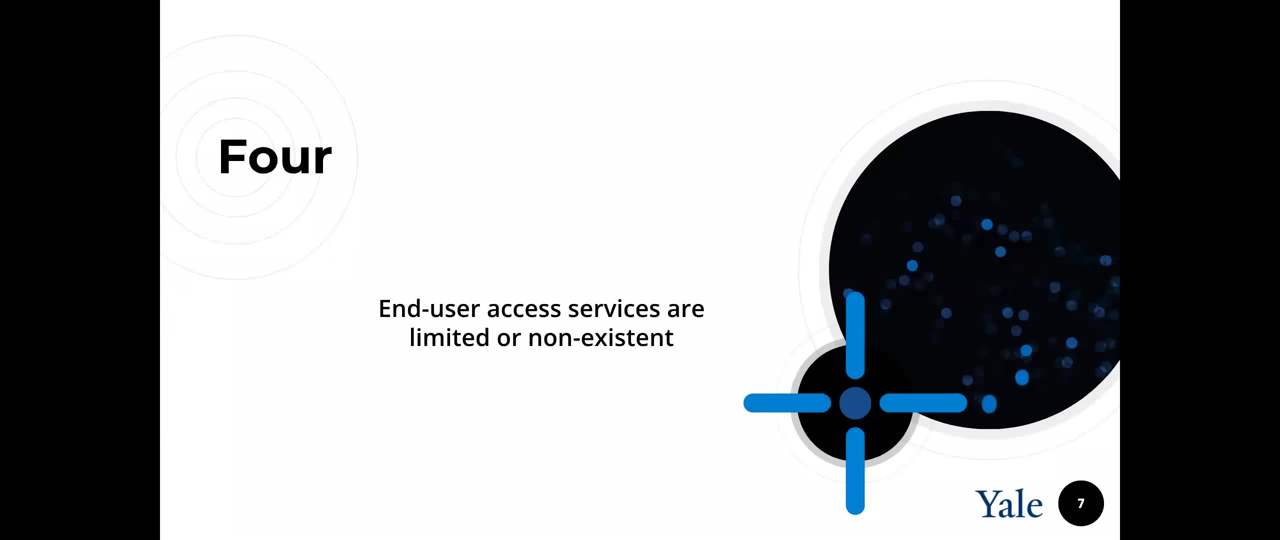 Four
End-user access services are
limited or non-existent
Yale
7